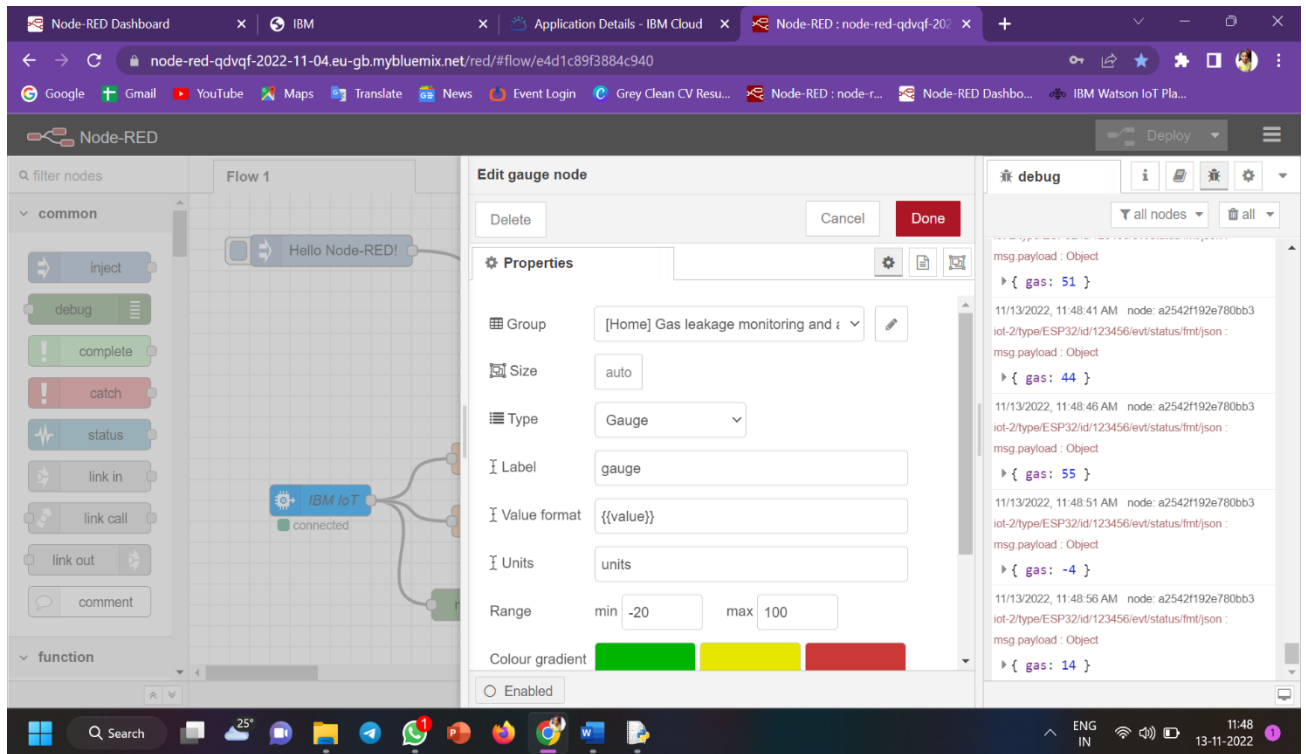 Node-RED Dashboard
IBM
Application Details - IBM Cloud
Node-RED : node-red-qdvqf-202
node-red-qdvqf-2022-11-04.eu-gb.mybluemix.net/red/#flow/e4d1c89f3884c940
Google Gmail YouTube Maps Translate News Event Login Grey Clean CV Resu... Node-RED : node-r... Node-RED Dashbo... IBM Watson IoT Pla...
Node-RED
Deploy
filter nodes
common
inject
debug
complete
catch
status
link in
link call
link out
comment
function
Flow 1
Hello Node-RED!
IBM IoT
connected
Edit gauge node
Delete
Cancel
Done
Properties
Group [Home] Gas leakage monitoring and
Size auto
Type Gauge
Label gauge
Value format {{value}}
Units units
Range min -20 max 100
Colour gradient
Enabled
debug
all nodes
all
msg.payload : Object
{ gas: 51 }
11/13/2022, 11:48:41 AM node: a2542f192e780bb3
iot-2/type/ESP32/id/123456/evt/status/fmt/json :
msg.payload : Object
{ gas: 44 }
11/13/2022, 11:48:46 AM node: a2542f192e780bb3
iot-2/type/ESP32/id/123456/evt/status/fmt/json :
msg.payload : Object
{ gas: 55 }
11/13/2022, 11:48:51 AM node: a2542f192e780bb3
iot-2/type/ESP32/id/123456/evt/status/fmt/json :
msg.payload : Object
{ gas: -4 }
11/13/2022, 11:48:56 AM node: a2542f192e780bb3
iot-2/type/ESP32/id/123456/evt/status/fmt/json :
msg.payload : Object
{ gas: 14 }
Search
25°
1
ENG
IN
11:48
13-11-2022
1